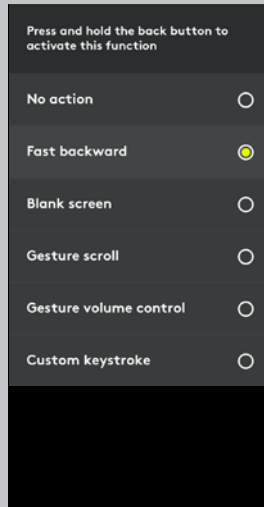 Press and hold the back button to
activate this function
No action
Fast backward
Blank screen
Gesture scroll
Gesture volume control
Custom keystroke